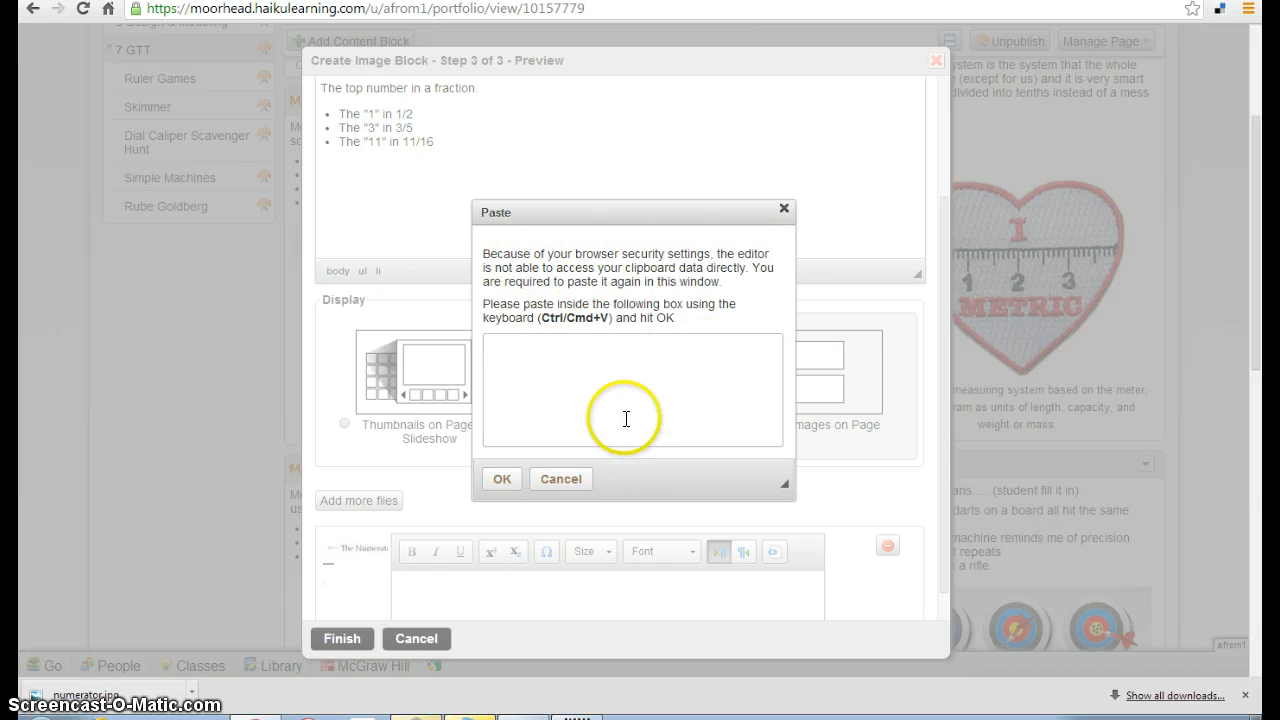 https://moorhead.haikulearning.com/u/afrom1/portfolio/view/10157779
7 GTT
Ruler Games
Skimmer
Dial Caliper Scavenger
Hunt
Simple Machines
Rube Goldberg
Add Content Block
Unpublish
Manage Page
Create Image Block - Step 3 of 3 - Preview
The top number in a fraction.
The "1" in 1/2
The "3" in 3/5
The "11" in 11/16
body ul li
Display
Thumbnails on Page
Slideshow
mages on Page
Add more files
Paste
Because of your browser security settings, the editor
is not able to access your clipboard data directly. You
are required to paste it again in this window.
Please paste inside the following box using the
keyboard (Ctrl/Cmd+V) and hit OK
OK Cancel
The Numerat
B I U x² x₂ Ω Size Font
Finish Cancel
ystem is the system that the whole
(except for us) and it is very smart
divided into tenths instead of a mess
I
1 2 3
METRIC
measuring system based on the meter.
ram as units of length, capacity, and
weight or mass.
ans .... (student fill it in)
darts on a board all hit the same
machine reminds me of precision
t repeats
n a rifle
afrom1
Go People Classes Library McGraw Hill
numerator.jpg
Show all downloads...
Screencast-O-Matic.com